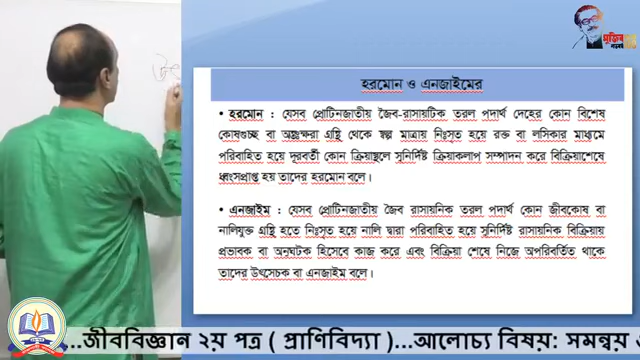 মুজিব
হরমোন ও এনজাইমের
• হরমোন : যেসব প্রোটিনজাতীয় জৈব-রাসায়টিক তরল পদার্থ দেহের কোন বিশেষ
কোষগুচ্ছ বা অন্তঃক্ষরা গ্রন্থি থেকে স্বল্প মাত্রায় নিঃসৃত হয়ে রক্ত বা লসিকার মাধ্যমে
পরিবাহিত হয়ে দূরবর্তী কোন ক্রিয়াস্থলে সুনির্দিষ্ট ক্রিয়াকলাপ সম্পাদন করে বিক্রিয়াশেষে
ধ্বংসপ্রাপ্ত হয় তাদের হরমোন বলে।
• এনজাইম : যেসব প্রোটিনজাতীয় জৈব রাসায়নিক তরল পদার্থ কোন জীবকোষ বা
নালিযুক্ত গ্রন্থি হতে নিঃসৃত হয়ে নালি দ্বারা পরিবাহিত হয়ে সুনির্দিষ্ট রাসায়নিক বিক্রিয়ায়
প্রভাবক বা অনুঘটক হিসেবে কাজ করে এবং বিক্রিয়া শেষে নিজে অপরিবর্তিত থাকে
তাদের উৎসেচক বা এনজাইম বলে।
...জীববিজ্ঞান ২য় পত্র ( প্রাণিবিদ্যা )...আলোচ্য বিষয়: সমন্বয়